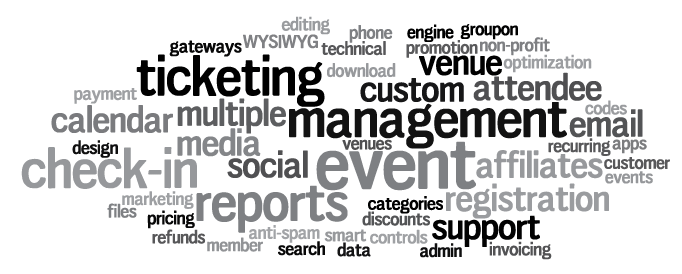 editing
phone
engine groupon
gateways WYSIWYG technical promotion non-profit
ticketing download venue optimization
payment custom attendee
calendar multiple management email codes
design media venues recurring apps
check-in social event affiliates customer
events
marketing reports categories registration
files pricing discounts support
refunds member anti-spam smart controls
search data admin invoicing